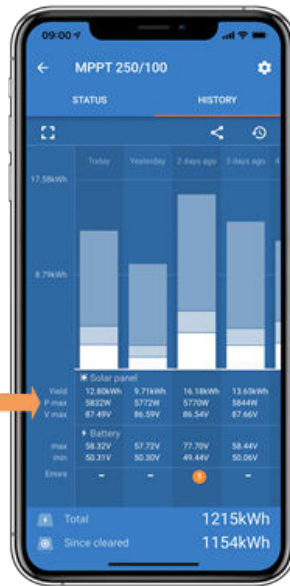 09:00
MPPT 250/100
STATUS HISTORY
Today Yesterday 2 days ago 3 days ago 4
17.58kWh
8.79kWh
Solar panel
Yield 12.80kWh 9.71kWh 16.18kWh 13.65kWh
P max 5832W 5772W 5770W 5844W
V max 87.49V 86.59V 86.54V 87.66V
Battery
max 58.32V 57.72V 77.70V 58.44V
min 50.31V 50.30V 49.44V 50.06V
Errors - - 1 -
Total 1215kWh
Since cleared 1154kWh